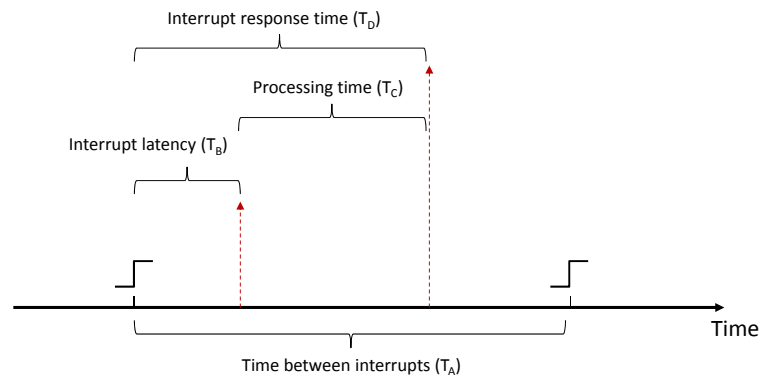 Interrupt response time (T_D)
Processing time (T_C)
Interrupt latency (T_B)
Time
Time between interrupts (T_A)